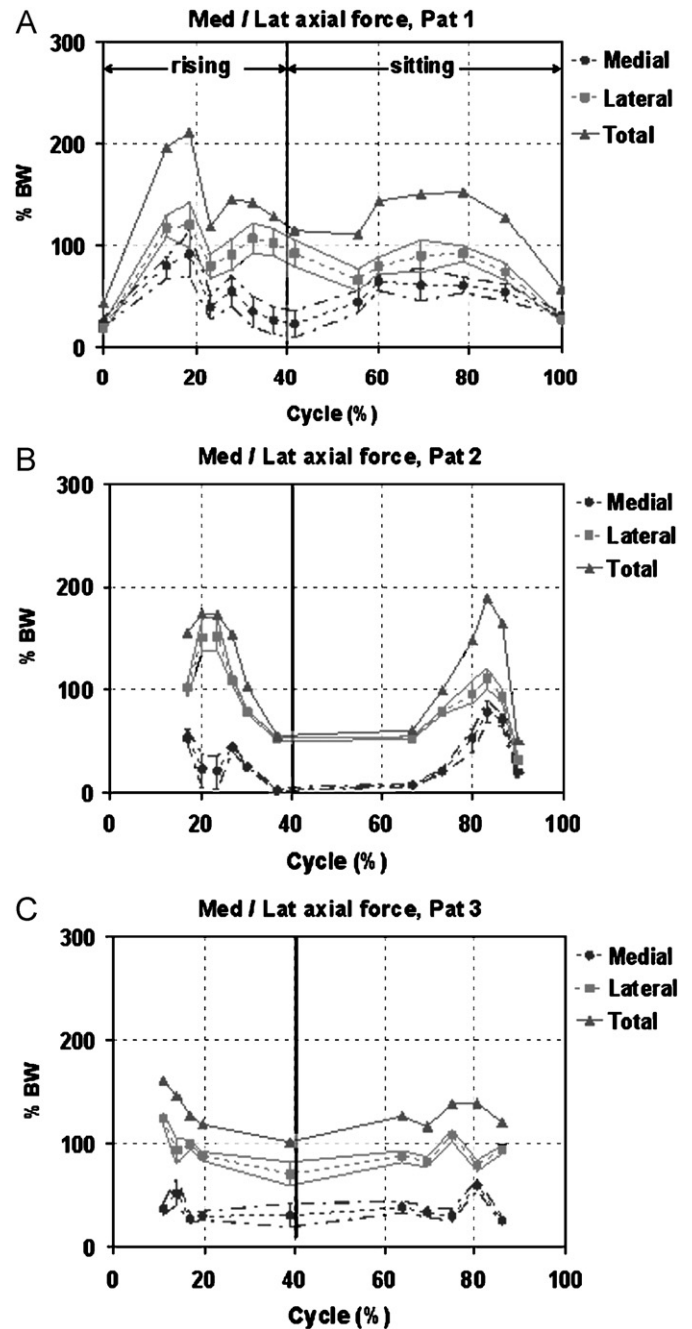 A
Med / Lat axial force, Pat 1
300
rising
sitting
Medial
Lateral
Total
200
% BW
100
0
0 20 40 60 80 100
Cycle (%)
B
Med / Lat axial force, Pat 2
300
Medial
Lateral
Total
200
% BW
100
0
0 20 40 60 80 100
Cycle (%)
C
Med / Lat axial force, Pat 3
300
Medial
Lateral
Total
200
% BW
100
0
0 20 40 60 80 100
Cycle (%)